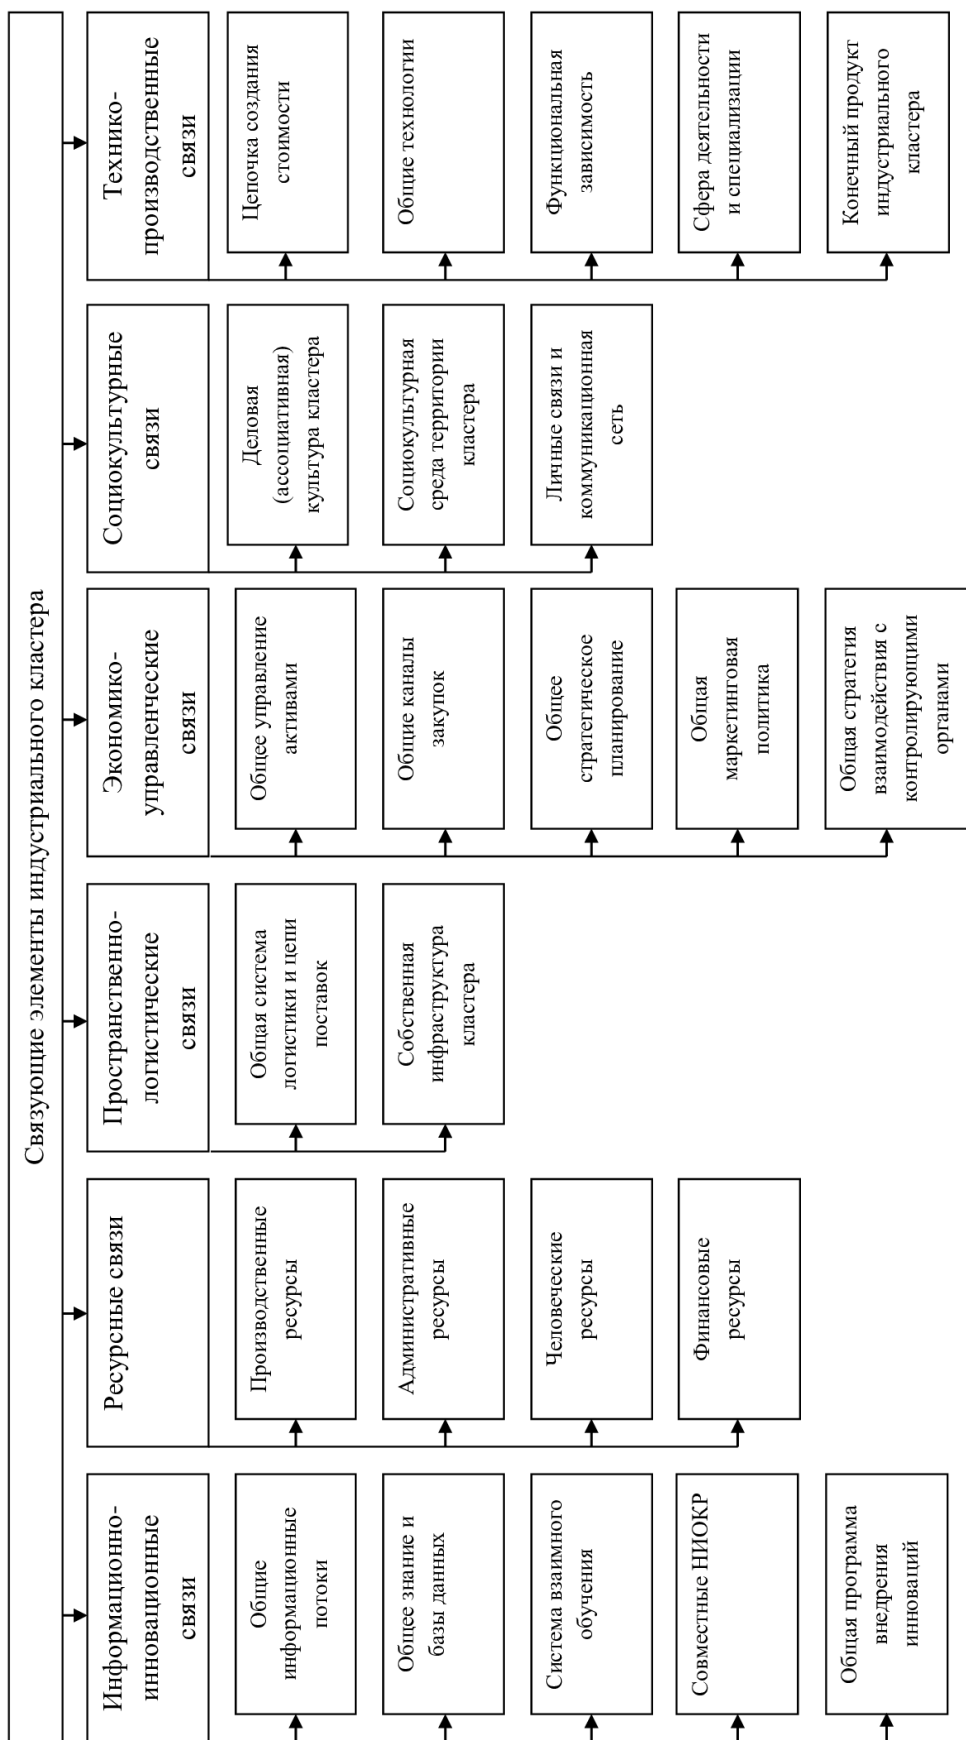 Связующие элементы индустриального кластера
Информационно-
инновационные
связи
Общие
информационные
потоки
Общее знание и
базы данных
Система взаимного
обучения
Совместные НИОКР
Общая программа
внедрения
инноваций
Ресурсные связи
Производственные
ресурсы
Административные
ресурсы
Человеческие
ресурсы
Финансовые
ресурсы
Пространственно-
логистические
связи
Общая система
логистики и цепи
поставок
Собственная
инфраструктура
кластера
Экономико-
управленческие
связи
Общее управление
активами
Общие каналы
закупок
Общее
стратегическое
планирование
Общая
маркетинговая
политика
Общая стратегия
взаимодействия с
контролирующими
органами
Социокультурные
связи
Деловая
(ассоциативная)
культура кластера
Социокультурная
среда территории
кластера
Личные связи и
коммуникационная
сеть
Технико-
производственные
связи
Цепочка создания
стоимости
Общие технологии
Функциональная
зависимость
Сфера деятельности
и специализации
Конечный продукт
индустриального
кластера